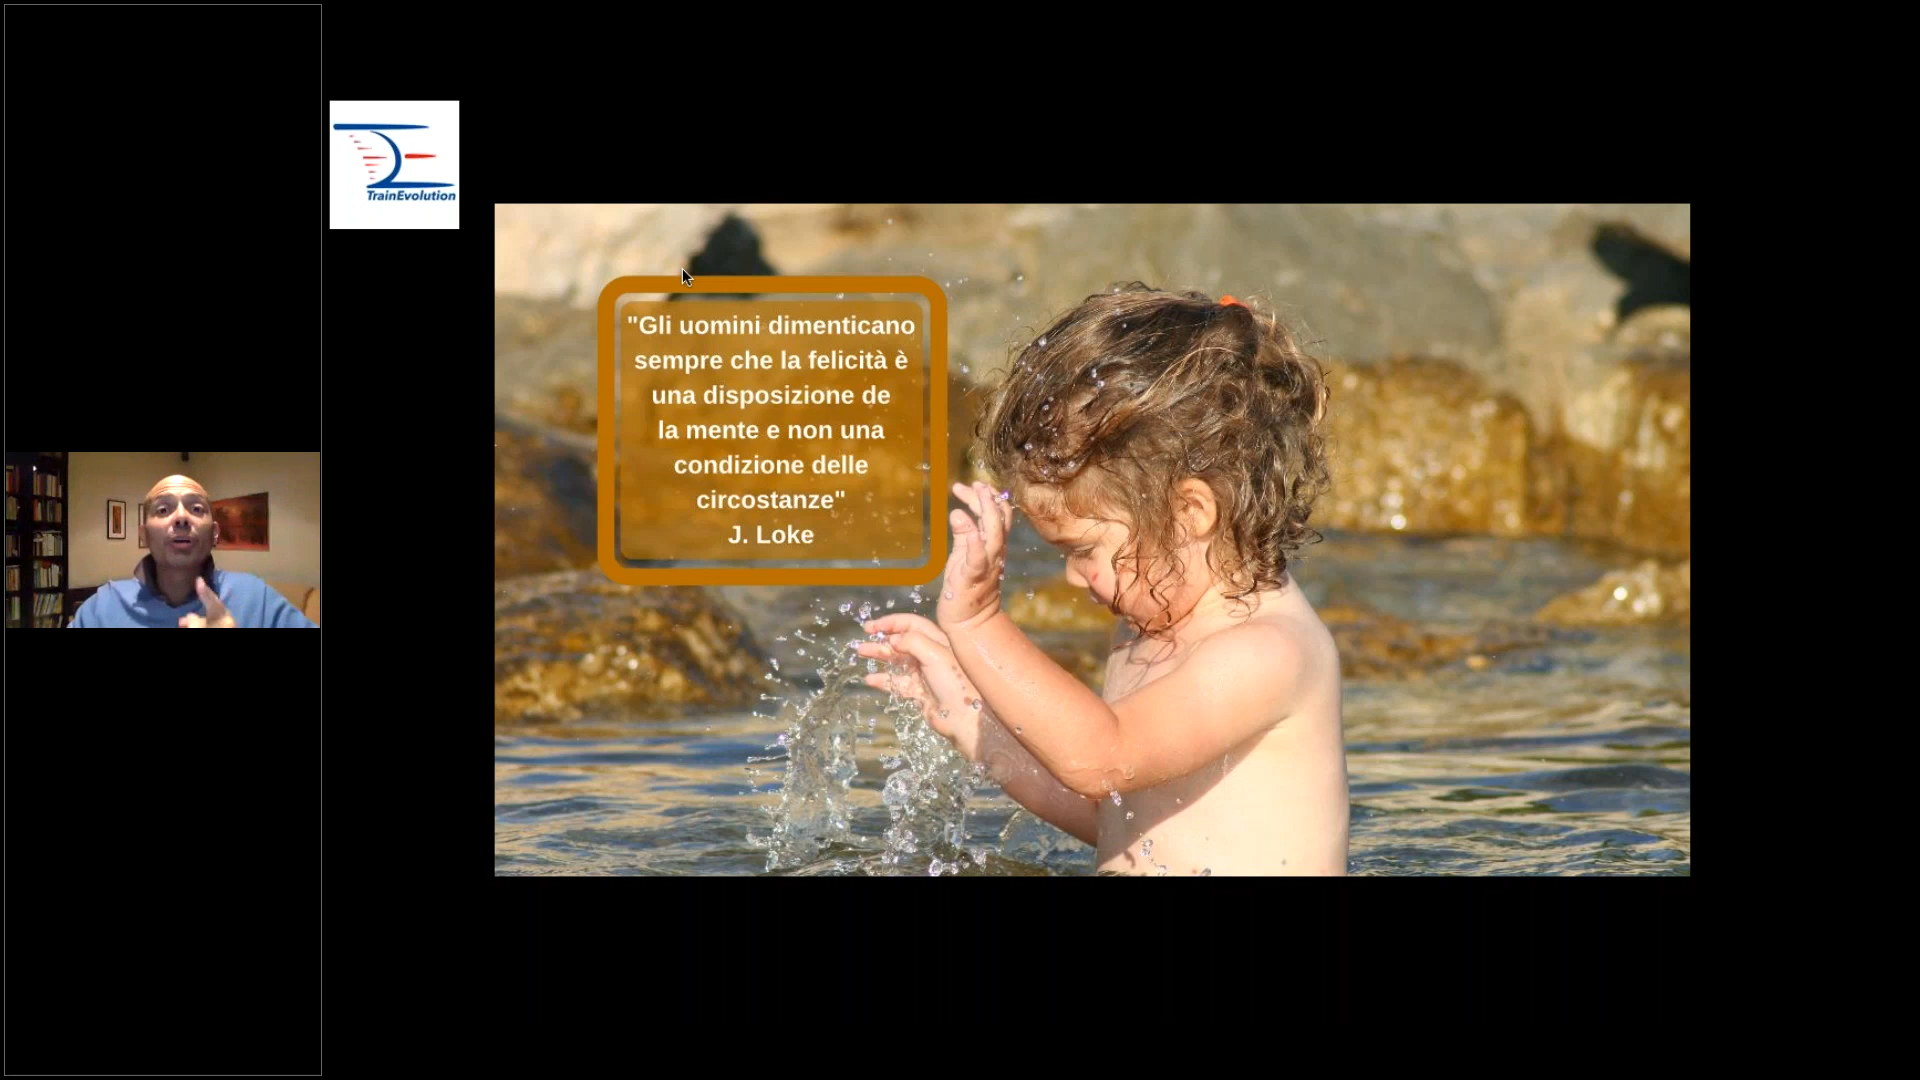 TrainEvolution
"Gli uomini dimenticano
sempre che la felicità è
una disposizione de
la mente e non una
condizione delle
circostanze"
J. Loke